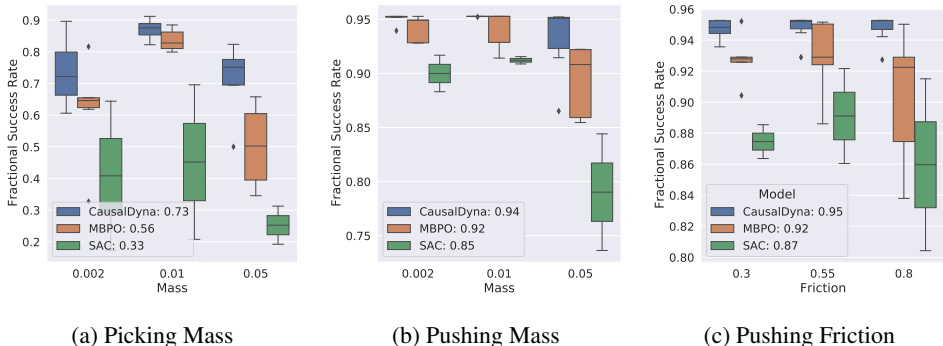 Fractional Success Rate
0.9
0.8
0.7
0.6
0.5
0.4
0.3
0.2
CausalDyna: 0.73
MBPO: 0.56
SAC: 0.33
0.002 0.01 0.05
Mass
(a) Picking Mass
Fractional Success Rate
0.95
0.90
0.85
0.80
0.75
CausalDyna: 0.94
MBPO: 0.92
SAC: 0.85
0.002 0.01 0.05
Mass
(b) Pushing Mass
Fractional Success Rate
0.96
0.94
0.92
0.90
0.88
0.86
0.84
0.82
0.80
Model
CausalDyna: 0.95
MBPO: 0.92
SAC: 0.87
0.3 0.55 0.8
Friction
(c) Pushing Friction